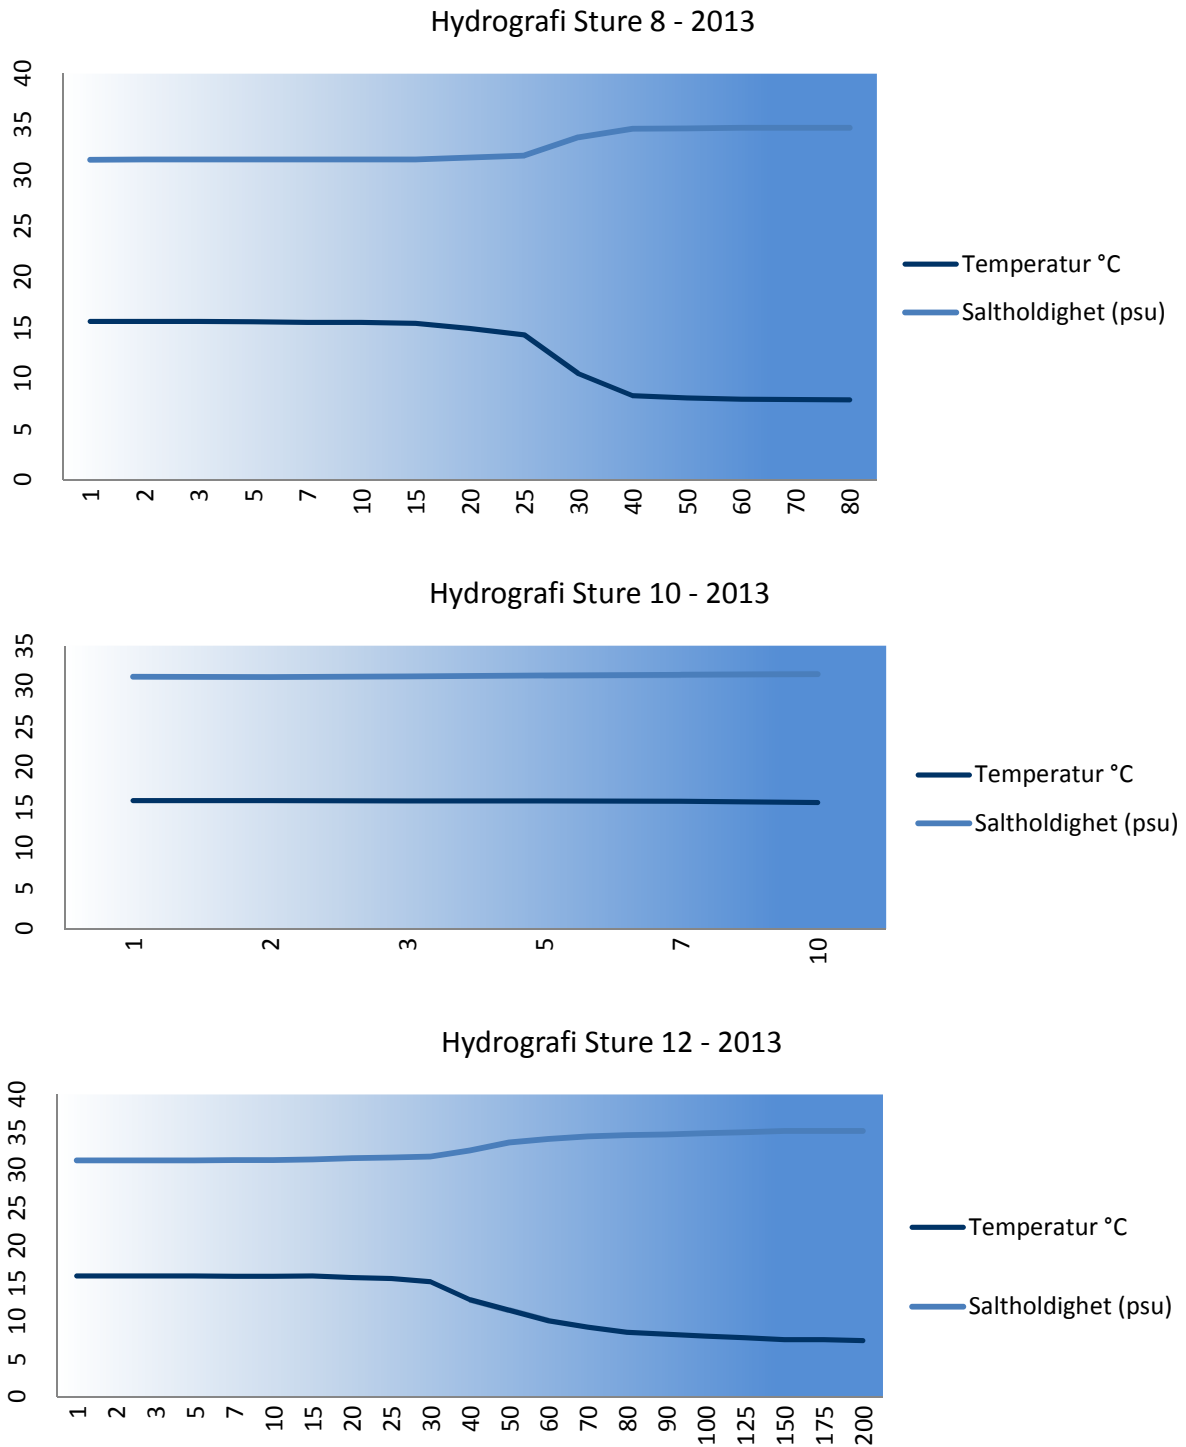 Hydrografi Sture 8 - 2013
40
35
30
25
20
15
10
5
0
1 2 3 5 7 10 15 20 25 30 40 50 60 70 80
Temperatur °C
Saltholdighet (psu)
Hydrografi Sture 10 - 2013
35
30
25
20
15
10
5
0
1 2 3 5 7 10
Temperatur °C
Saltholdighet (psu)
Hydrografi Sture 12 - 2013
40
35
30
25
20
15
10
5
0
1 2 3 5 7 10 15 20 25 30 40 50 60 70 80 90 100 125 150 175 200
Temperatur °C
Saltholdighet (psu)